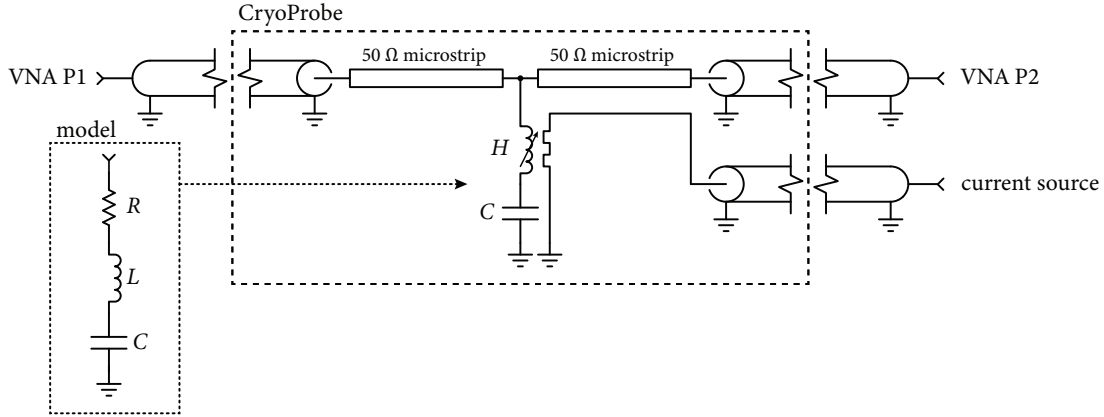 CryoProbe
50 Ω microstrip
50 Ω microstrip
VNA P1
VNA P2
model
H
R
current source
C
L
C